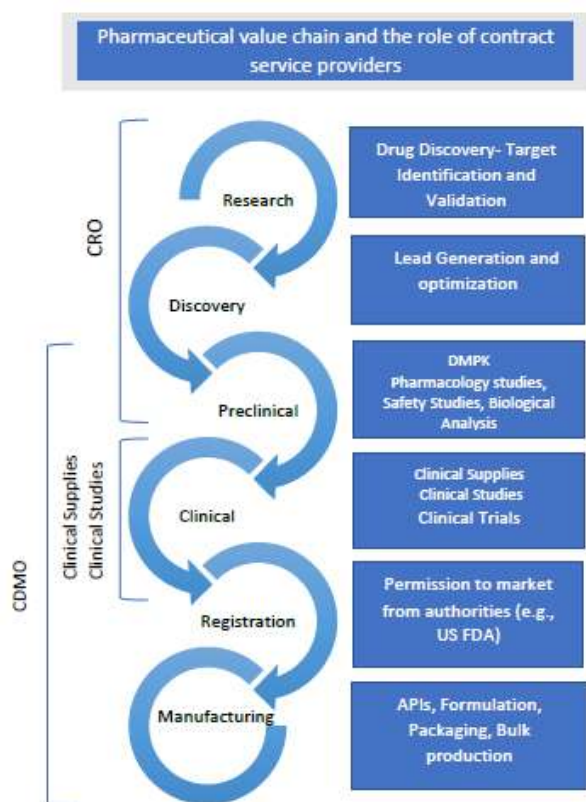 Pharmaceutical value chain and the role of contract
service providers
CRO
Research
Drug Discovery- Target
Identification and
Validation
Discovery
Lead Generation and
optimization
Preclinical
DMPK
Pharmacology studies,
Safety Studies, Biological
Analysis
CDMO
Clinical Supplies
Clinical Studies
Clinical
Clinical Supplies
Clinical Studies
Clinical Trials
Registration
Permission to market
from authorities (e.g.,
US FDA)
Manufacturing
APIs, Formulation,
Packaging, Bulk
production